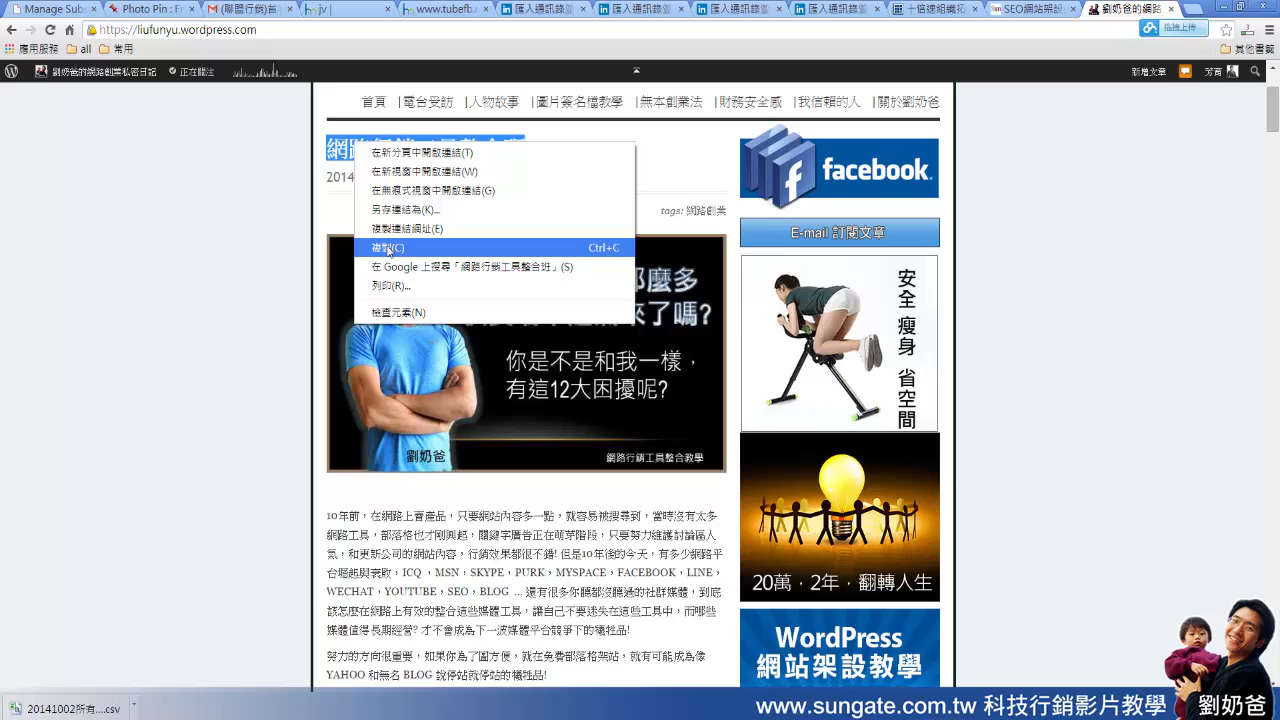 Manage Subs
Photo Pin : Fr
(聯盟行銷)首
jv |
www.tubefb
匯入通訊錄並
匯入通訊錄並
匯入通訊錄並
匯入通訊錄並
十倍速組織拓
SEO網站架設
劉奶爸的網路
https://liufunyu.wordpress.com
拖拽上传
應用服務
all
常用
其他書籤
劉奶爸的網路創業私密日記
正在關注
新增文章
芳育
首頁 |電台受訪 |人物故事 |圖片簽名檔教學 |無本創業法 |財務安全感 |我信賴的人 |關於劉奶爸
2014
tags: 網路創業
在新分頁中開啟連結(T)
在新視窗中開啟連結(W)
在無痕式視窗中開啟連結(G)
另存連結為(K)...
複製連結網址(E)
複製(C) Ctrl+C
在 Google 上搜尋「網路行銷工具整合班」(S)
列印(R)...
檢查元素(N)
那麼多
來了嗎?
你是不是和我一樣，
有這12大困擾呢?
劉奶爸
網路行銷工具整合教學
10年前，在網路上賣產品，只要網站內容多一點，就容易被搜尋到，當時沒有太多
網路工具，部落格也才剛興起，關鍵字廣告正在萌芽階段，只要努力維護討論區人
氣，和更新公司的網站內容，行銷效果都很不錯! 但是10年後的今天，有多少網路平
台堀起與衰敗，ICQ ，MSN，SKYPE，PURK，MYSPACE，FACEBOOK，LINE，
WECHAT，YOUTUBE，SEO，BLOG ... 還有很多你聽都沒聽過的社群媒體，到底
該怎麼在網路上有效的整合這些媒體工具，讓自己不要迷失在這些工具中，而哪些
媒體值得長期經營? 才不會成為下一波媒體平台競爭下的犧牲品!
努力的方向很重要，如果你為了圖方便，就在免費部落格架站，就有可能成為像
YAHOO 和無名 BLOG 說停站就停站的犧牲品!
facebook.
E-mail 訂閱文章
安全 瘦身 省空間
20萬，2年，翻轉人生
WordPress
網站架設教學
20141002所有....csv
www.sungate.com.tw 科技行銷影片教學
劉奶爸